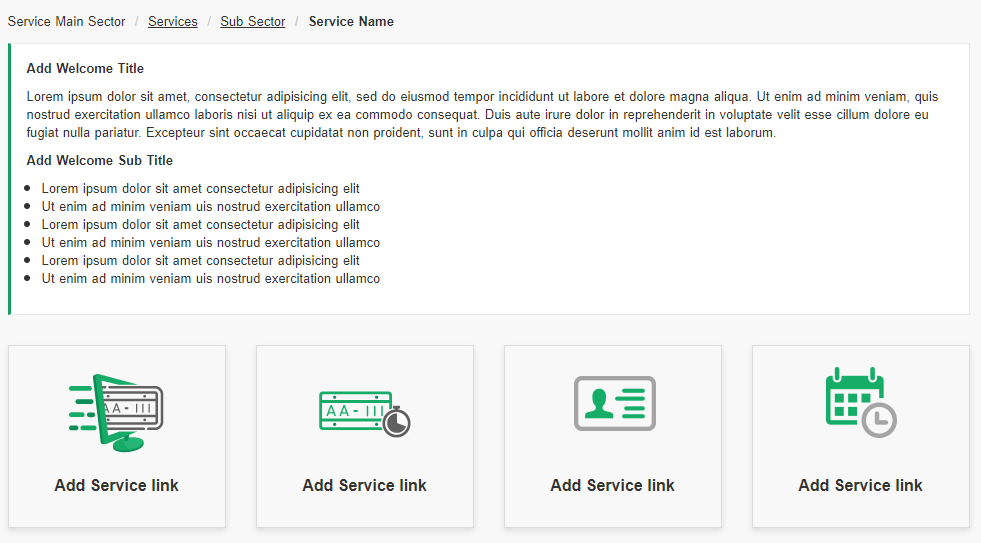 Service Main Sector / Services / Sub Sector / Service Name
Add Welcome Title
Lorem ipsum dolor sit amet, consectetur adipisicing elit, sed do eiusmod tempor incididunt ut labore et dolore magna aliqua. Ut enim ad minim veniam, quis
nostrud exercitation ullamco laboris nisi ut aliquip ex ea commodo consequat. Duis aute irure dolor in reprehenderit in voluptate velit esse cillum dolore eu
fugiat nulla pariatur. Excepteur sint occaecat cupidatat non proident, sunt in culpa qui officia deserunt mollit anim id est laborum.
Add Welcome Sub Title
Lorem ipsum dolor sit amet consectetur adipisicing elit
Ut enim ad minim veniam uis nostrud exercitation ullamco
Lorem ipsum dolor sit amet consectetur adipisicing elit
Ut enim ad minim veniam uis nostrud exercitation ullamco
Lorem ipsum dolor sit amet consectetur adipisicing elit
Ut enim ad minim veniam uis nostrud exercitation ullamco
AA-III
AA-III
Add Service link
Add Service link
Add Service link
Add Service link